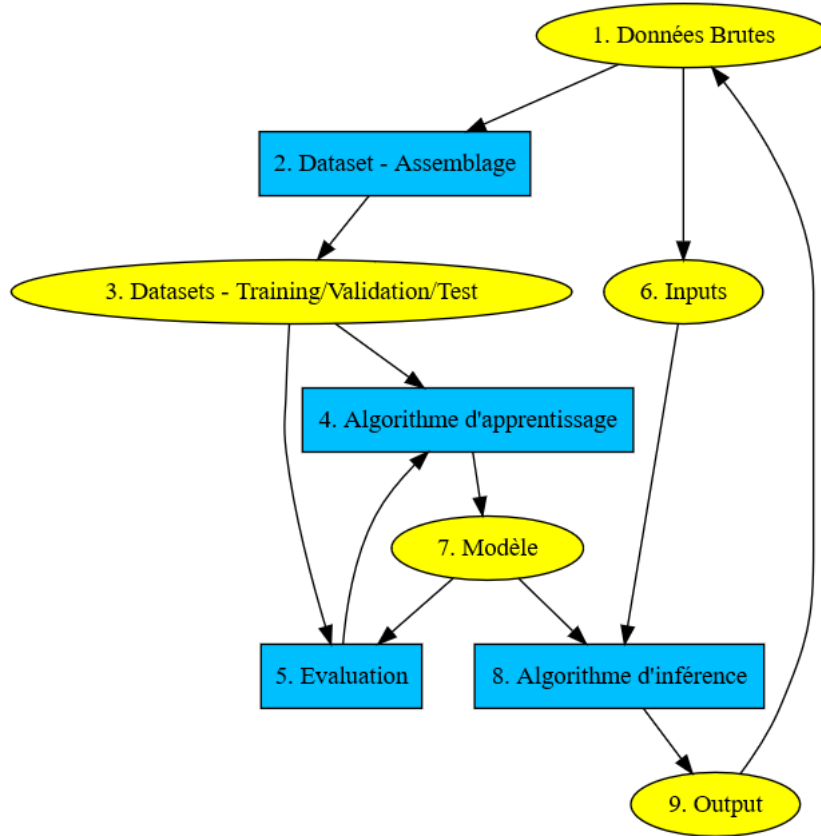 1. Données Brutes
2. Dataset - Assemblage
3. Datasets - Training/Validation/Test
6. Inputs
4. Algorithme d'apprentissage
7. Modèle
5. Evaluation
8. Algorithme d'inférence
9. Output